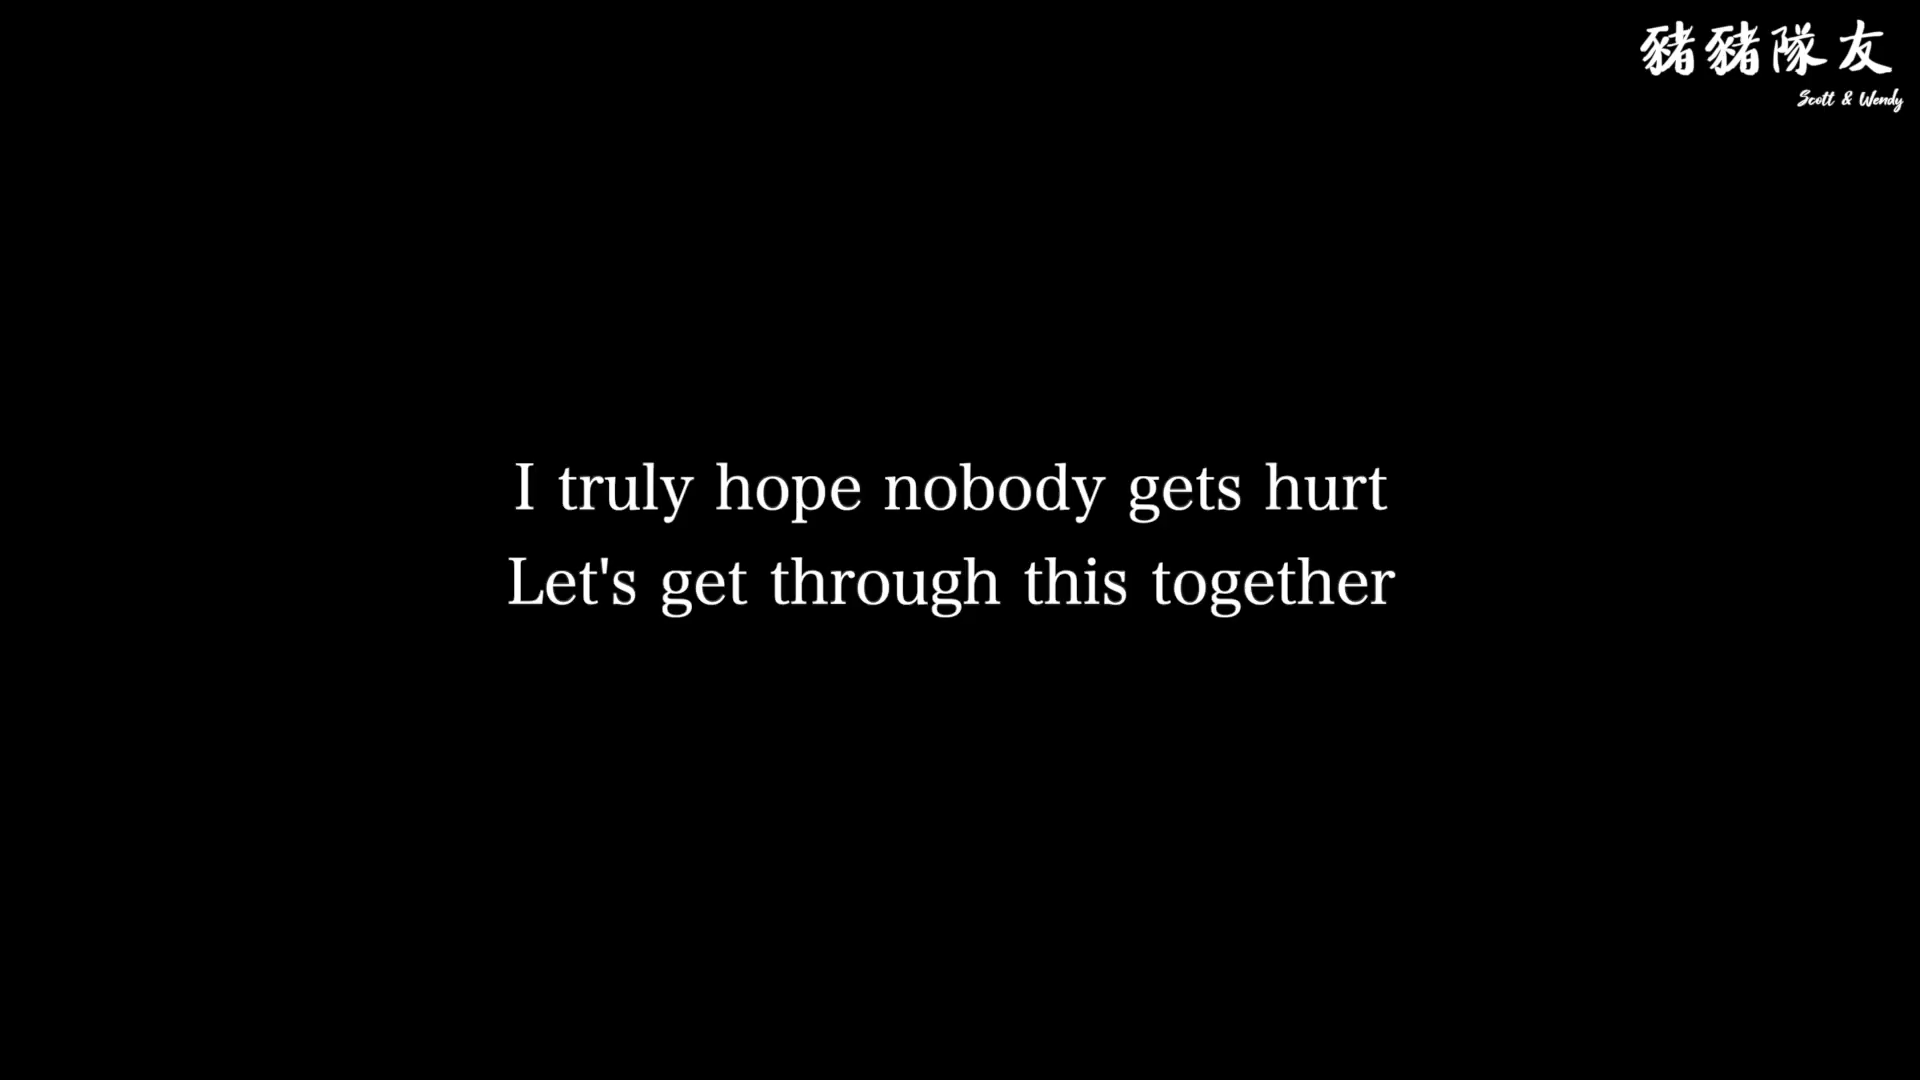 豬豬隊友
Scott & Wendy
I truly hope nobody gets hurt
Let's get through this together